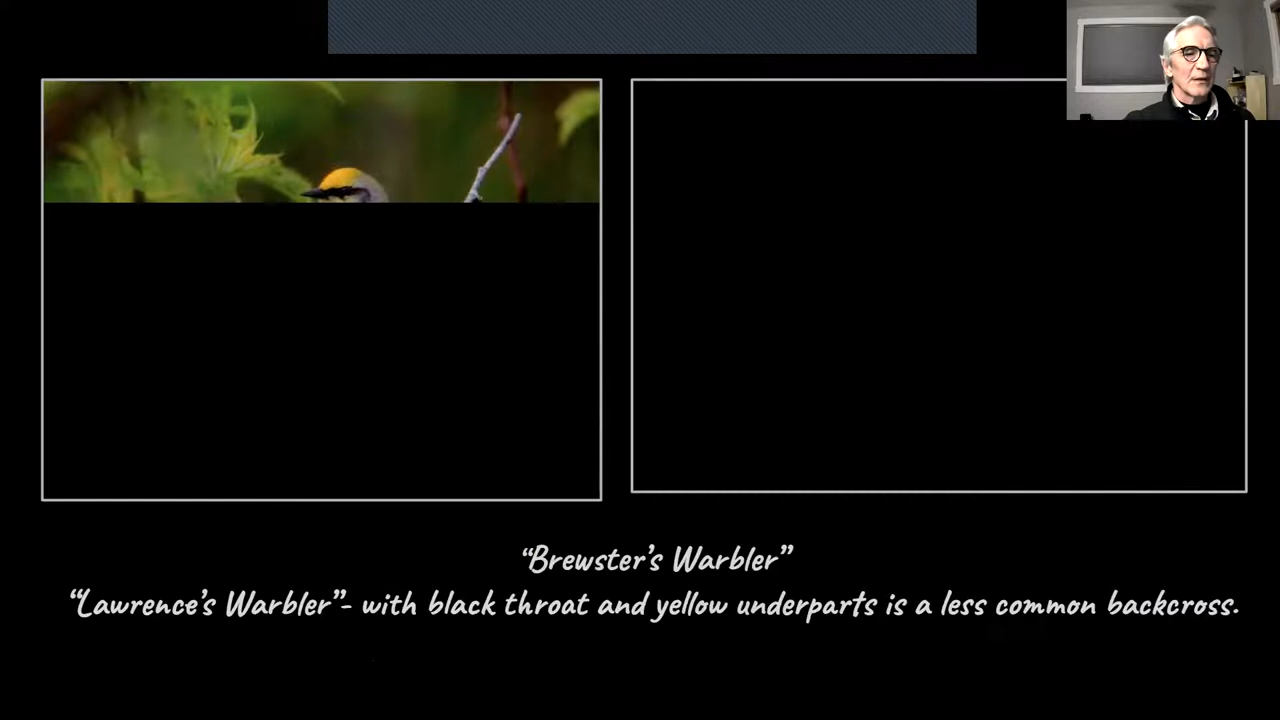 “Brewster’s Warbler”
“Lawrence’s Warbler”- with black throat and yellow underparts is a less common backcross.